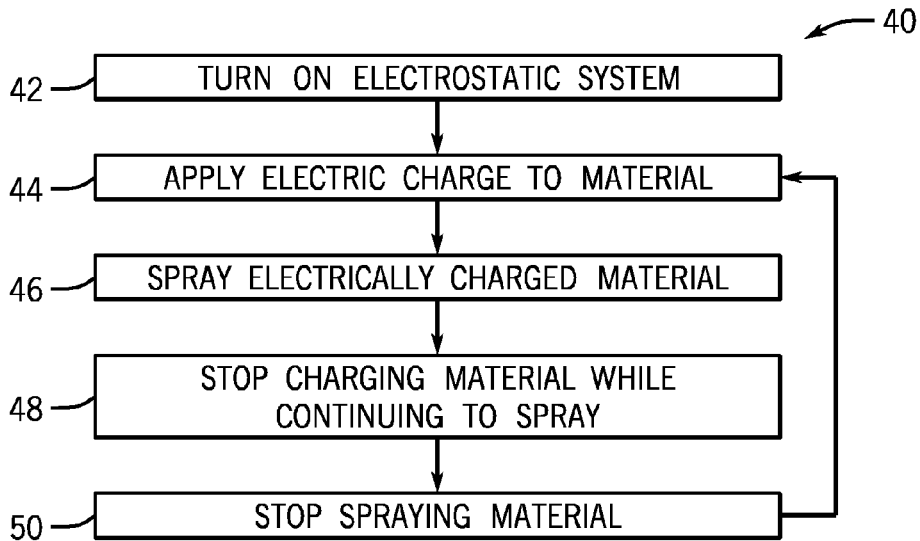 40
42
TURN ON ELECTROSTATIC SYSTEM
44
APPLY ELECTRIC CHARGE TO MATERIAL
46
SPRAY ELECTRICALLY CHARGED MATERIAL
48
STOP CHARGING MATERIAL WHILE
CONTINUING TO SPRAY
50
STOP SPRAYING MATERIAL